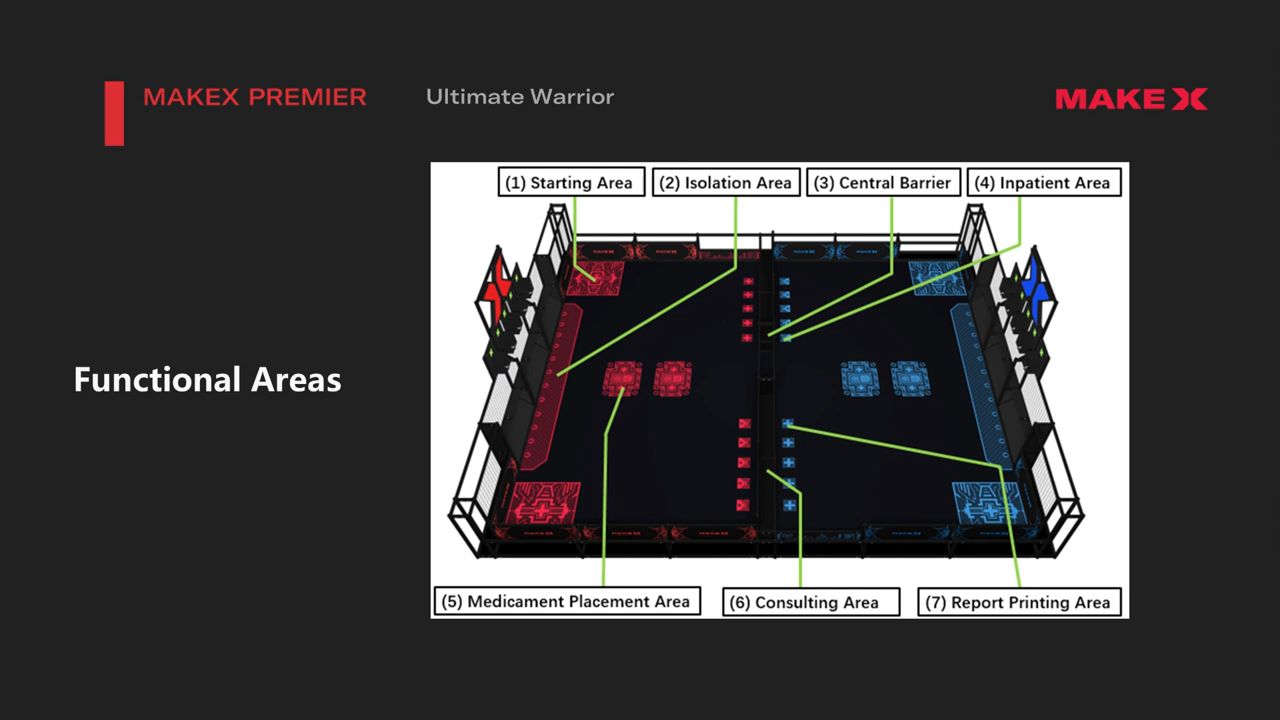 MAKEX PREMIER
Ultimate Warrior
MAKEX
(1) Starting Area
(2) Isolation Area
(3) Central Barrier
(4) Inpatient Area
Functional Areas
(5) Medicament Placement Area
(6) Consulting Area
(7) Report Printing Area